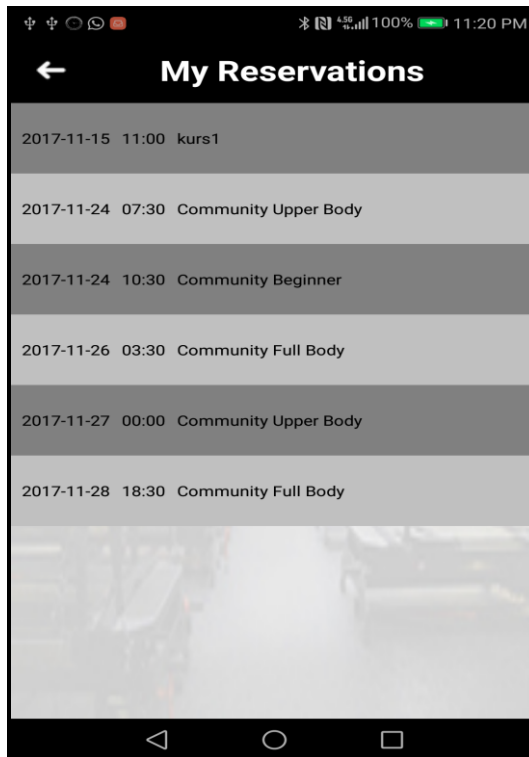 4.5G 100% 11:20 PM
My Reservations
2017-11-15 11:00 kurs1
2017-11-24 07:30 Community Upper Body
2017-11-24 10:30 Community Beginner
2017-11-26 03:30 Community Full Body
2017-11-27 00:00 Community Upper Body
2017-11-28 18:30 Community Full Body